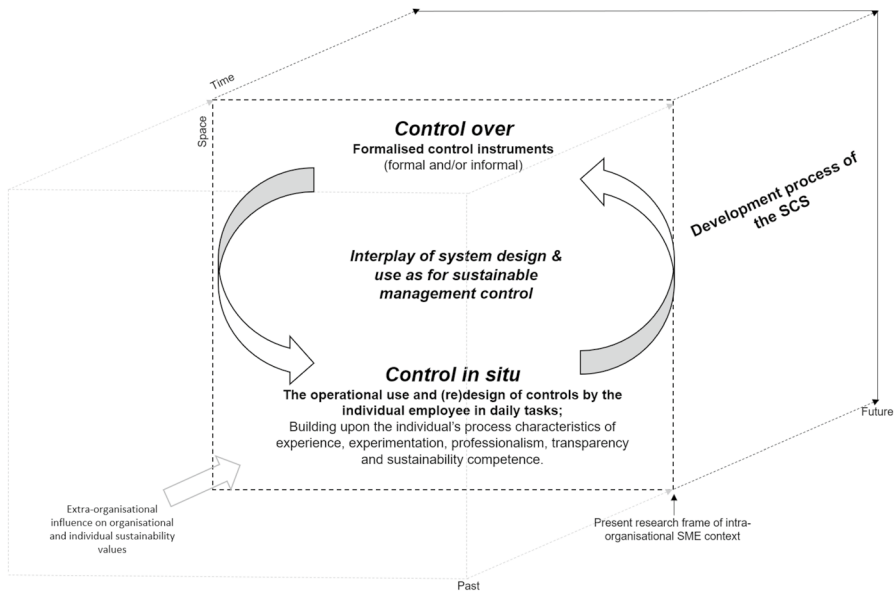 Time
Space
Control over
Formalised control instruments
(formal and/or informal)
Development process of
the SCS
Interplay of system design &
use as for sustainable
management control
Control in situ
The operational use and (re)design of controls by the
individual employee in daily tasks;
Building upon the individual's process characteristics of
experience, experimentation, professionalism, transparency
and sustainability competence.
Future
Extra-organisational
influence on organisational
and individual sustainability
values
Present research frame of intra-
organisational SME context
Past